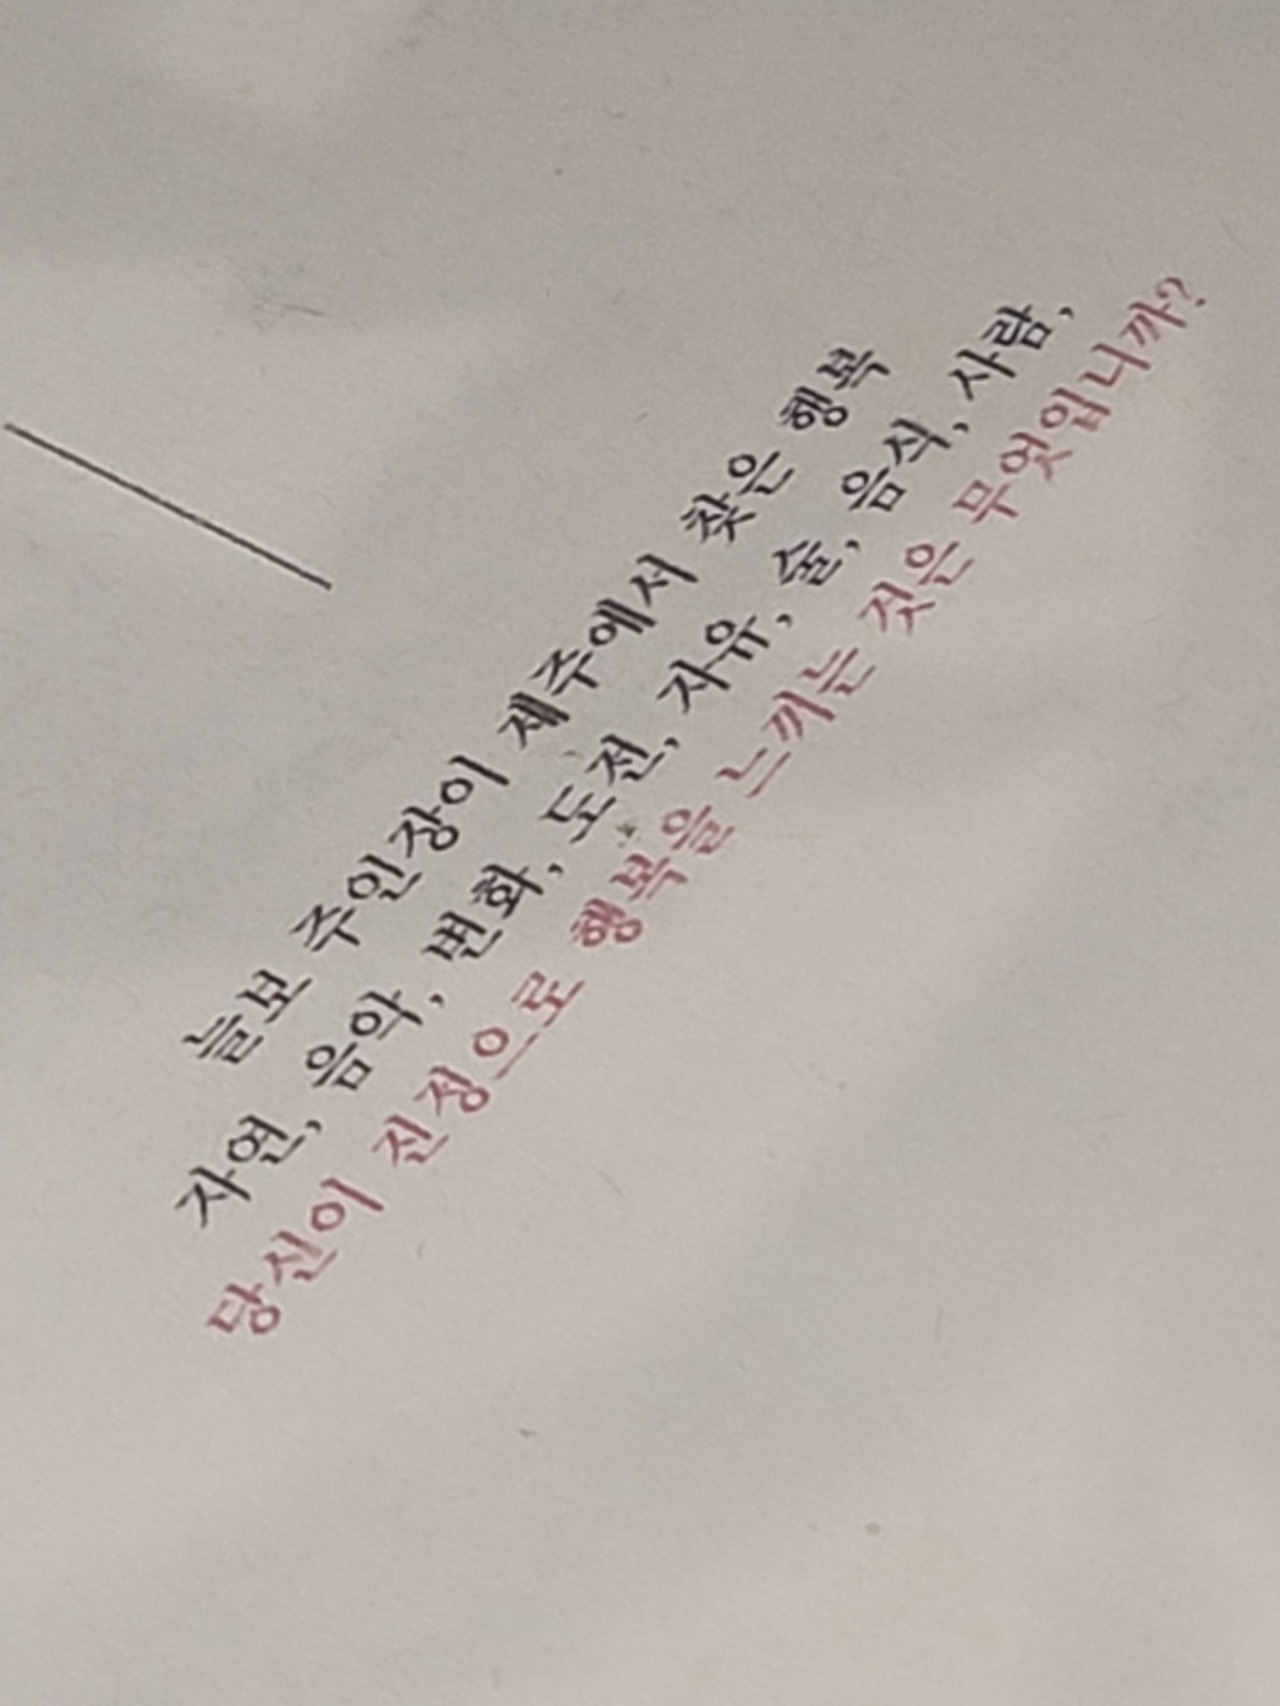 늘보 주인장이 제주에서 찾은 행복
자연, 음악, 변화, 도전, 자유, 술, 음식, 사람,
당신이 진정으로 행복을 느끼는 것은 무엇입니까?